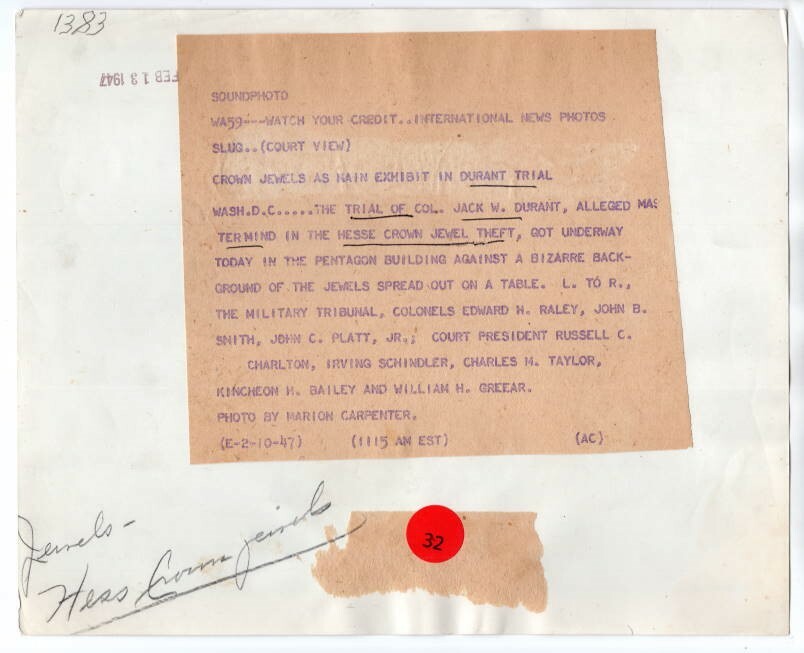 1383
FEB 13 1947
SOUNDPHOTO
WA59---WATCH YOUR CREDIT..INTERNATIONAL NEWS PHOTOS
SLUG..(COURT VIEW)
CROWN JEWELS AS MAIN EXHIBIT IN DURANT TRIAL
WASH.D.C.....THE TRIAL OF COL. JACK W. DURANT, ALLEGED MAS
TERMIND IN THE HESSE CROWN JEWEL THEFT, GOT UNDERWAY
TODAY IN THE PENTAGON BUILDING AGAINST A BIZARRE BACK-
GROUND OF THE JEWELS SPREAD OUT ON A TABLE. L. TO R.,
THE MILITARY TRIBUNAL, COLONELS EDWARD H. RALEY, JOHN B.
SMITH, JOHN C. PLATT, JR.; COURT PRESIDENT RUSSELL C.
CHARLTON, IRVING SCHINDLER, CHARLES M. TAYLOR,
KINCHEON H. BAILEY AND WILLIAM H. GREEAR.
PHOTO BY MARION CARPENTER.
(E-2-10-47) (1115 AM EST) (AC)
Jewels-
Hess Crown jewels
32